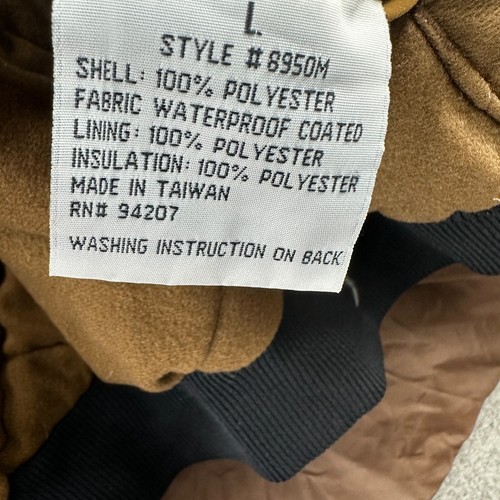 L
STYLE # 8950M
SHELL: 100% POLYESTER
FABRIC WATERPROOF COATED
LINING: 100% POLYESTER
INSULATION: 100% POLYESTER
MADE IN TAIWAN
RN# 94207
WASHING INSTRUCTION ON BACK